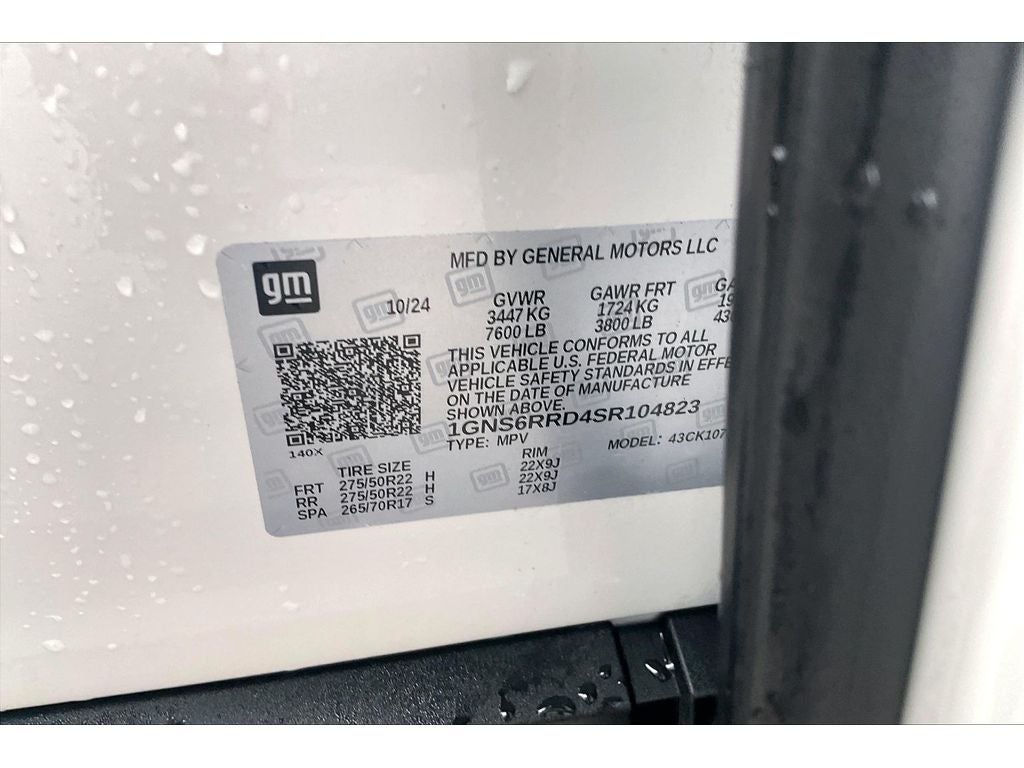 gm
MFD BY GENERAL MOTORS LLC
10/24
GVWR GAWR FRT
3447 KG 1724 KG
7600 LB 3800 LB
THIS VEHICLE CONFORMS TO ALL
APPLICABLE U.S. FEDERAL MOTOR
VEHICLE SAFETY STANDARDS IN EFFE
ON THE DATE OF MANUFACTURE
SHOWN ABOVE.
1GNS6RRD4SR104823
TYPE: MPV MODEL: 43CK107
140X
TIRE SIZE RIM
FRT 275/50R22 H 22X9J
RR 275/50R22 H 22X9J
SPA 265/70R17 S 17X8J